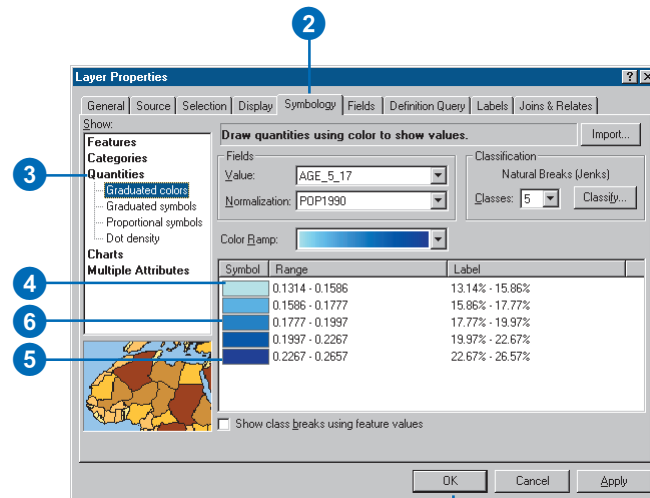 2
Layer Properties
General Source Selection Display Symbology Fields Definition Query Labels Joins & Relates
Show:
Features
Categories
Quantities
Graduated colors
Graduated symbols
Proportional symbols
Dot density
Charts
Multiple Attributes
3
Draw quantities using color to show values. Import...
Fields
Value: AGE_5_17
Normalization: POP1990
Classification
Natural Breaks (Jenks)
Classes: 5 Classify...
Color Ramp:
Symbol Range Label
4
0.1314 - 0.1586 13.14% - 15.86%
0.1586 - 0.1777 15.86% - 17.77%
6
0.1777 - 0.1997 17.77% - 19.97%
0.1997 - 0.2267 19.97% - 22.67%
5
0.2267 - 0.2657 22.67% - 26.57%
Show class breaks using feature values
OK Cancel Apply